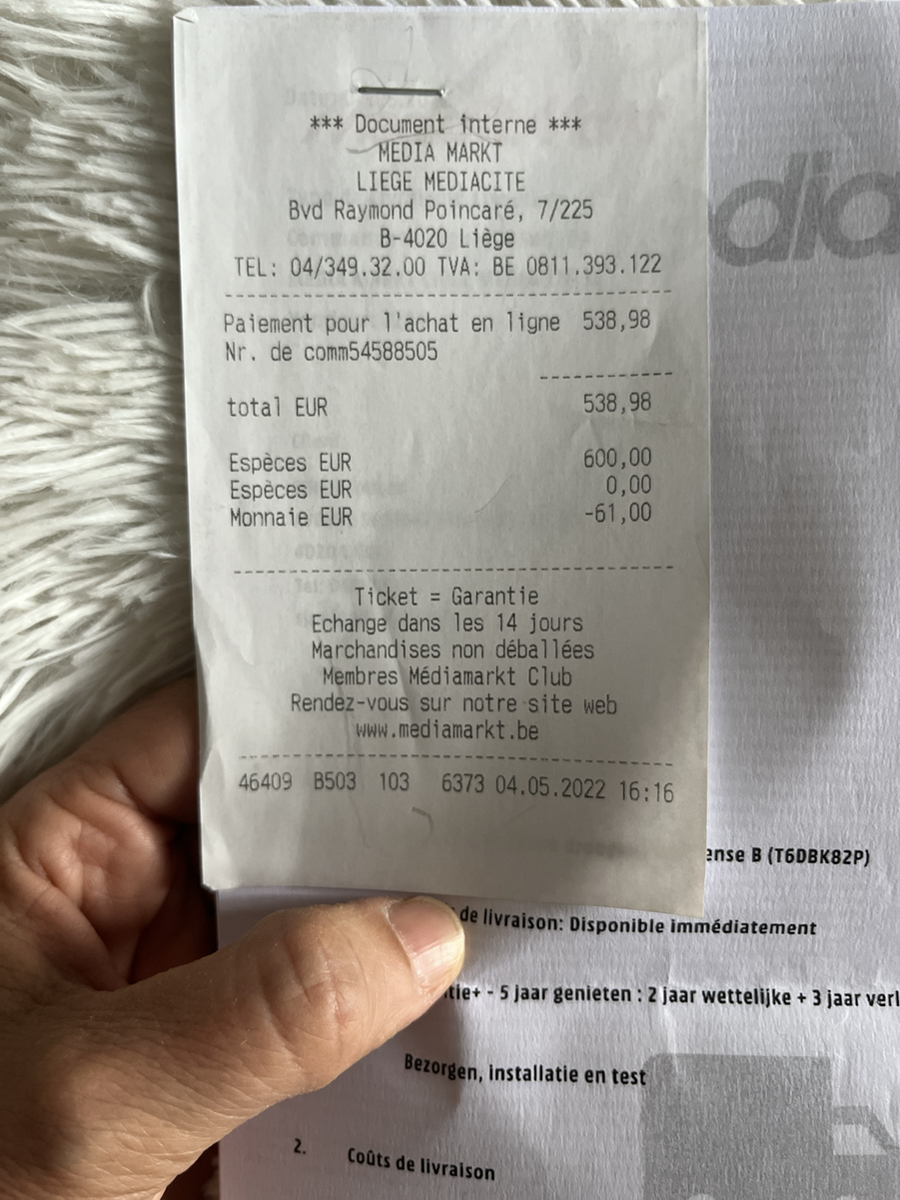 *** Document interne ***
MEDIA MARKT
LIEGE MEDIACITE
Bvd Raymond Poincaré, 7/225
B-4020 Liège
TEL: 04/349.32.00 TVA: BE 0811.393.122
Paiement pour l'achat en ligne 538,98
Nr. de comm54588505
total EUR 538,98
Espèces EUR 600,00
Espèces EUR 0,00
Monnaie EUR -61,00
Ticket = Garantie
Echange dans les 14 jours
Marchandises non déballées
Membres Médiamarkt Club
Rendez-vous sur notre site web
www.mediamarkt.be
46409 B503 103 6373 04.05.2022 16:16
dia
ense B (T6DBK82P)
de livraison: Disponible immédiatement
tie+ - 5 jaar genieten : 2 jaar wettelijke + 3 jaar verl
Bezorgen, installatie en test
2. Coûts de livraison